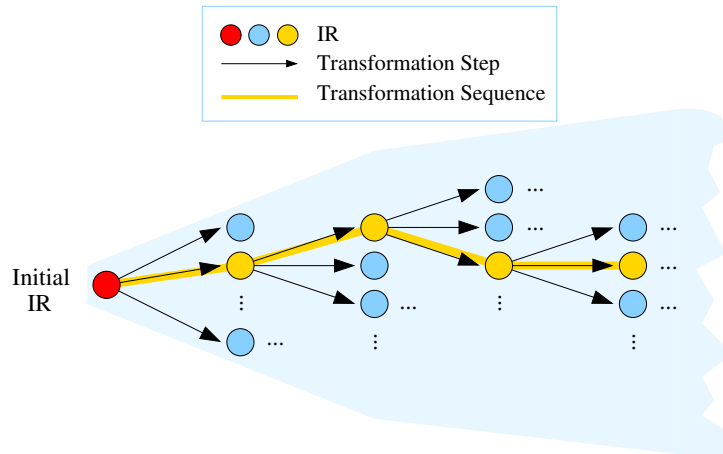 IR
Transformation Step
Transformation Sequence
...
...
...
Initial
IR
...
⋮
...
⋮
...
...
⋮
⋮